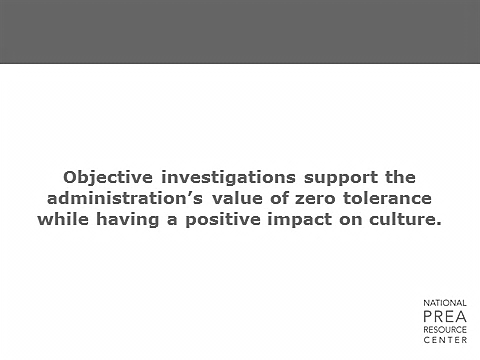 Objective investigations support the
administration's value of zero tolerance
while having a positive impact on culture.
NATIONAL
PREA
RESOURCE
CENTER